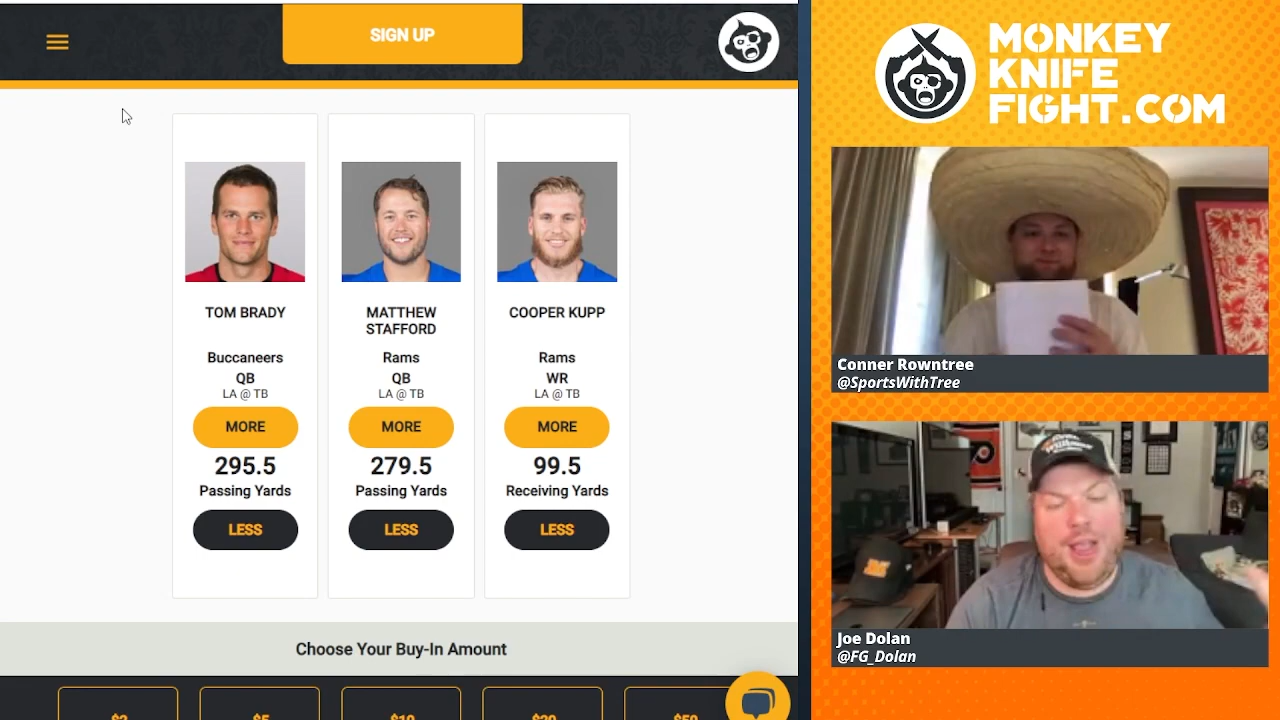 SIGN UP
TOM BRADY
Buccaneers
QB
LA @ TB
MORE
295.5
Passing Yards
LESS
MATTHEW
STAFFORD
Rams
QB
LA @ TB
MORE
279.5
Passing Yards
LESS
COOPER KUPP
Rams
WR
LA @ TB
MORE
99.5
Receiving Yards
LESS
Choose Your Buy-In Amount
MONKEY
KNIFE
FIGHT.COM
Conner Rowntree
@SportsWithTree
Joe Dolan
@FG_Dolan